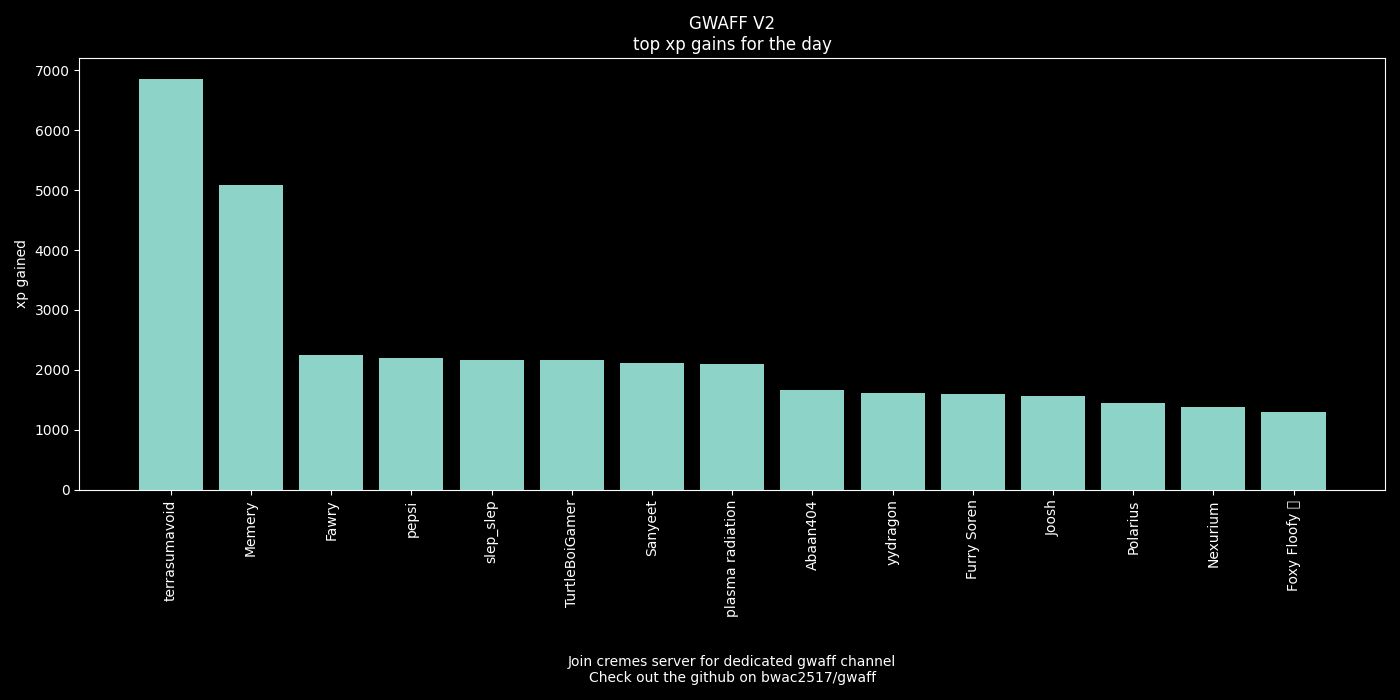 GWAFF V2
top xp gains for the day
xp gained
7000
6000
5000
4000
3000
2000
1000
0
terrasumavoid
Memery
Fawry
pepsi
slep_slep
TurtleBoiGamer
Sanyeet
plasma radiation
Abaan404
yydragon
Furry Soren
Joosh
Polarius
Nexurium
Foxy Floofy
Join cremes server for dedicated gwaff channel
Check out the github on bwac2517/gwaff